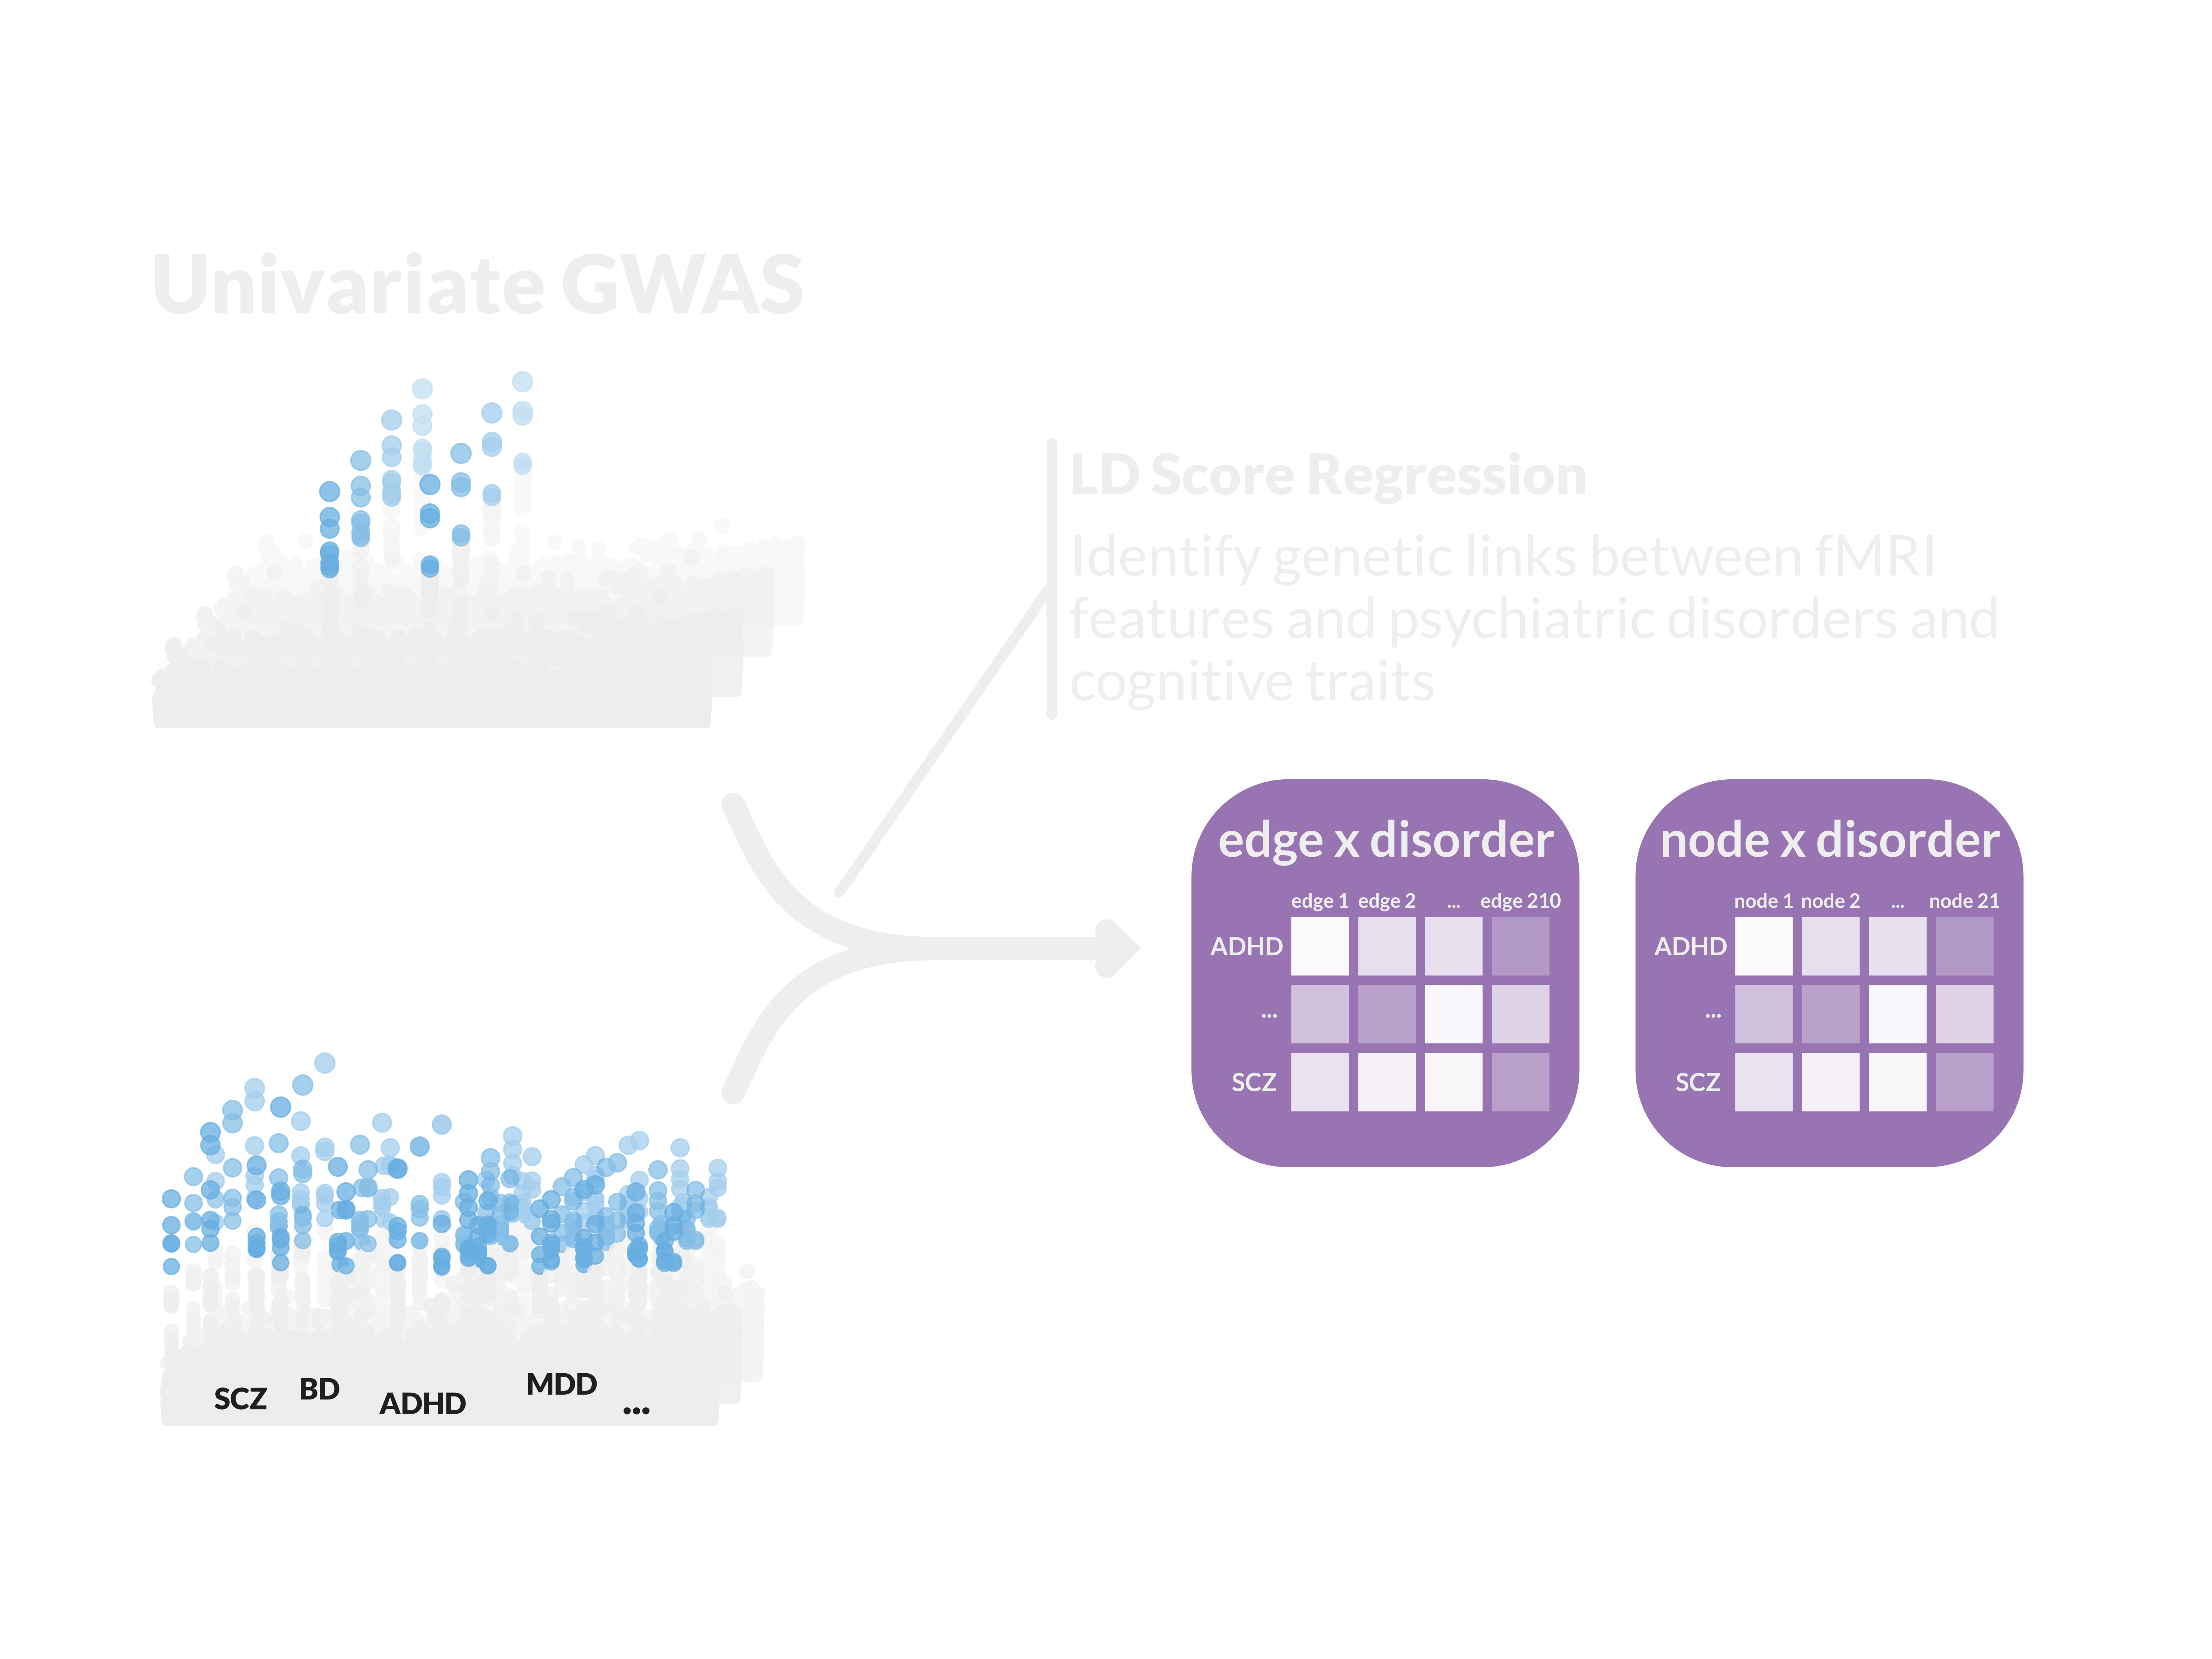 Univariate GWAS
LD Score Regression
Identify genetic links between fMRI
features and psychiatric disorders and
cognitive traits
edge x disorder
edge 1 edge 2 ... edge 210
ADHD
...
SCZ
node x disorder
node 1 node 2 ... node 21
ADHD
...
SCZ
SCZ BD ADHD MDD ...